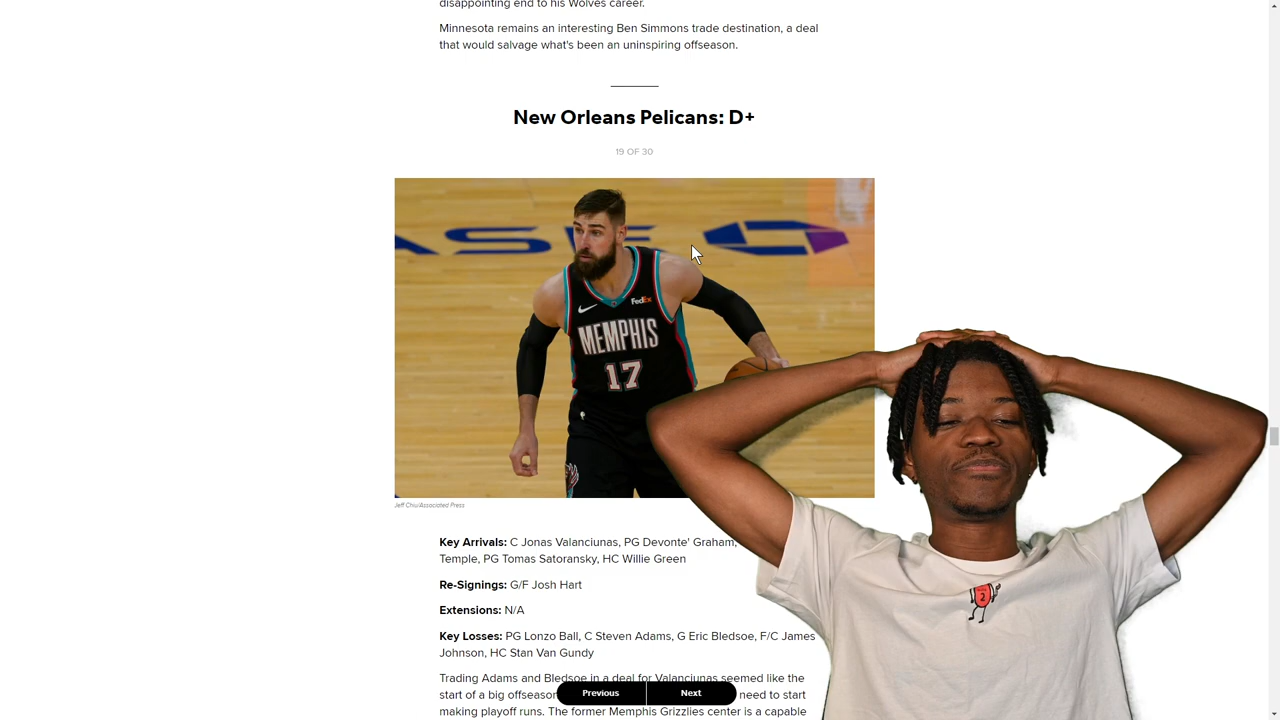 disappointing end to his Wolves career.
Minnesota remains an interesting Ben Simmons trade destination, a deal
that would salvage what's been an uninspiring offseason.
New Orleans Pelicans: D+
19 OF 30
ASE
FedEx
MEMPHIS
17
Jeff Chiu/Associated Press
Key Arrivals: C Jonas Valanciunas, PG Devonte' Graham,
Temple, PG Tomas Satoransky, HC Willie Green
Re-Signings: G/F Josh Hart
Extensions: N/A
Key Losses: PG Lonzo Ball, C Steven Adams, G Eric Bledsoe, F/C James
Johnson, HC Stan Van Gundy
Trading Adams and Bledsoe in a deal for Valanciunas seemed like the
start of a big offseason need to start
Previous Next
making playoff runs. The former Memphis Grizzlies center is a capable
2